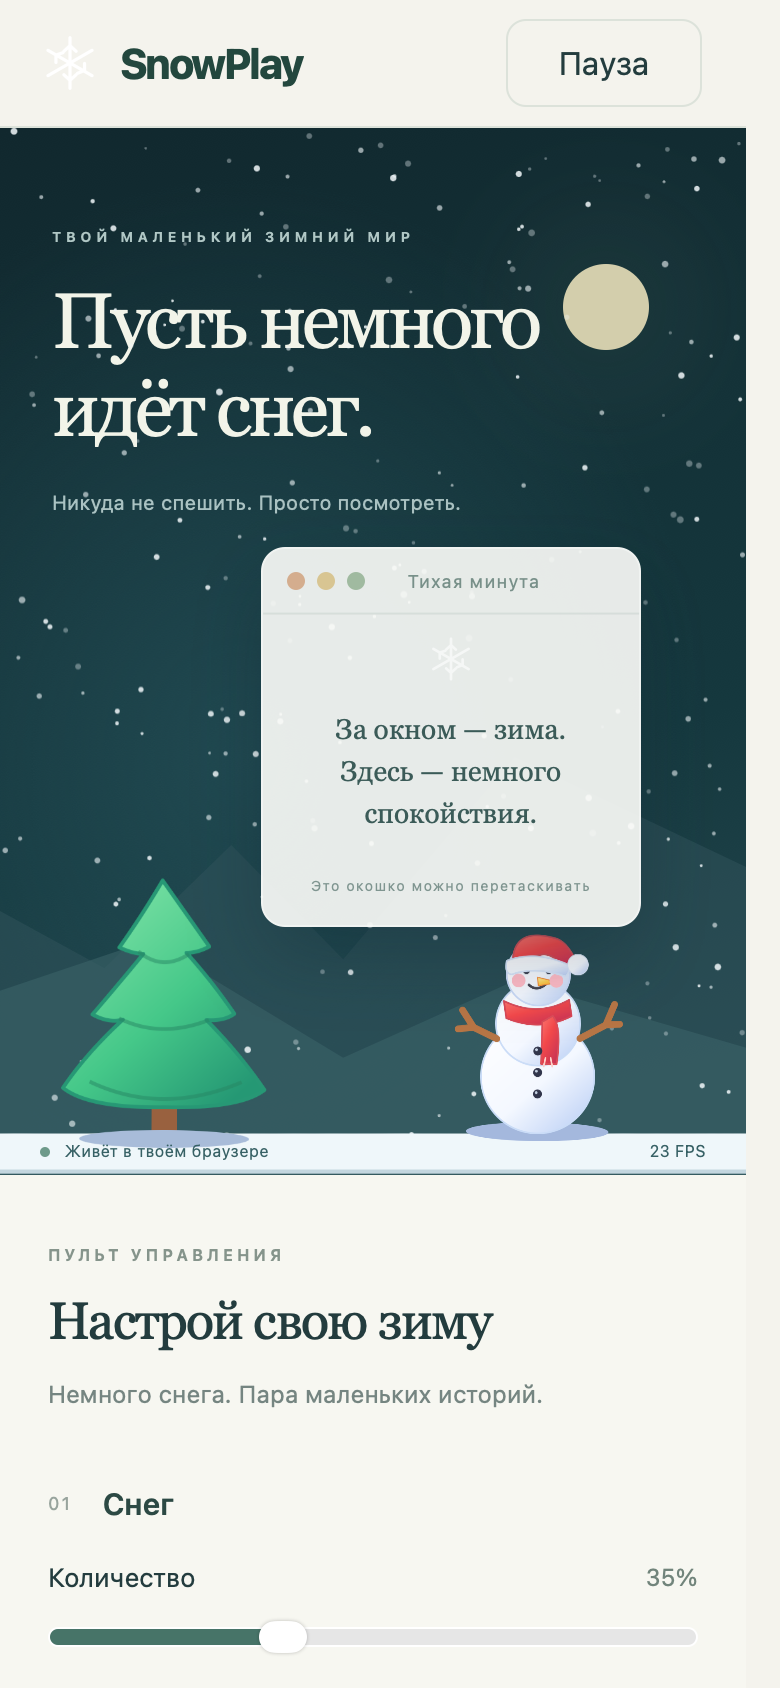 SnowPlay
Пауза
ТВОЙ МАЛЕНЬКИЙ ЗИМНИЙ МИР
Пусть немного
идёт снег.
Никуда не спешить. Просто посмотреть.
Тихая минута
За окном — зима.
Здесь — немного
спокойствия.
Это окошко можно перетаскивать
Живёт в твоём браузере
23 FPS
ПУЛЬТ УПРАВЛЕНИЯ
Настрой свою зиму
Немного снега. Пара маленьких историй.
01 Снег
Количество
35%